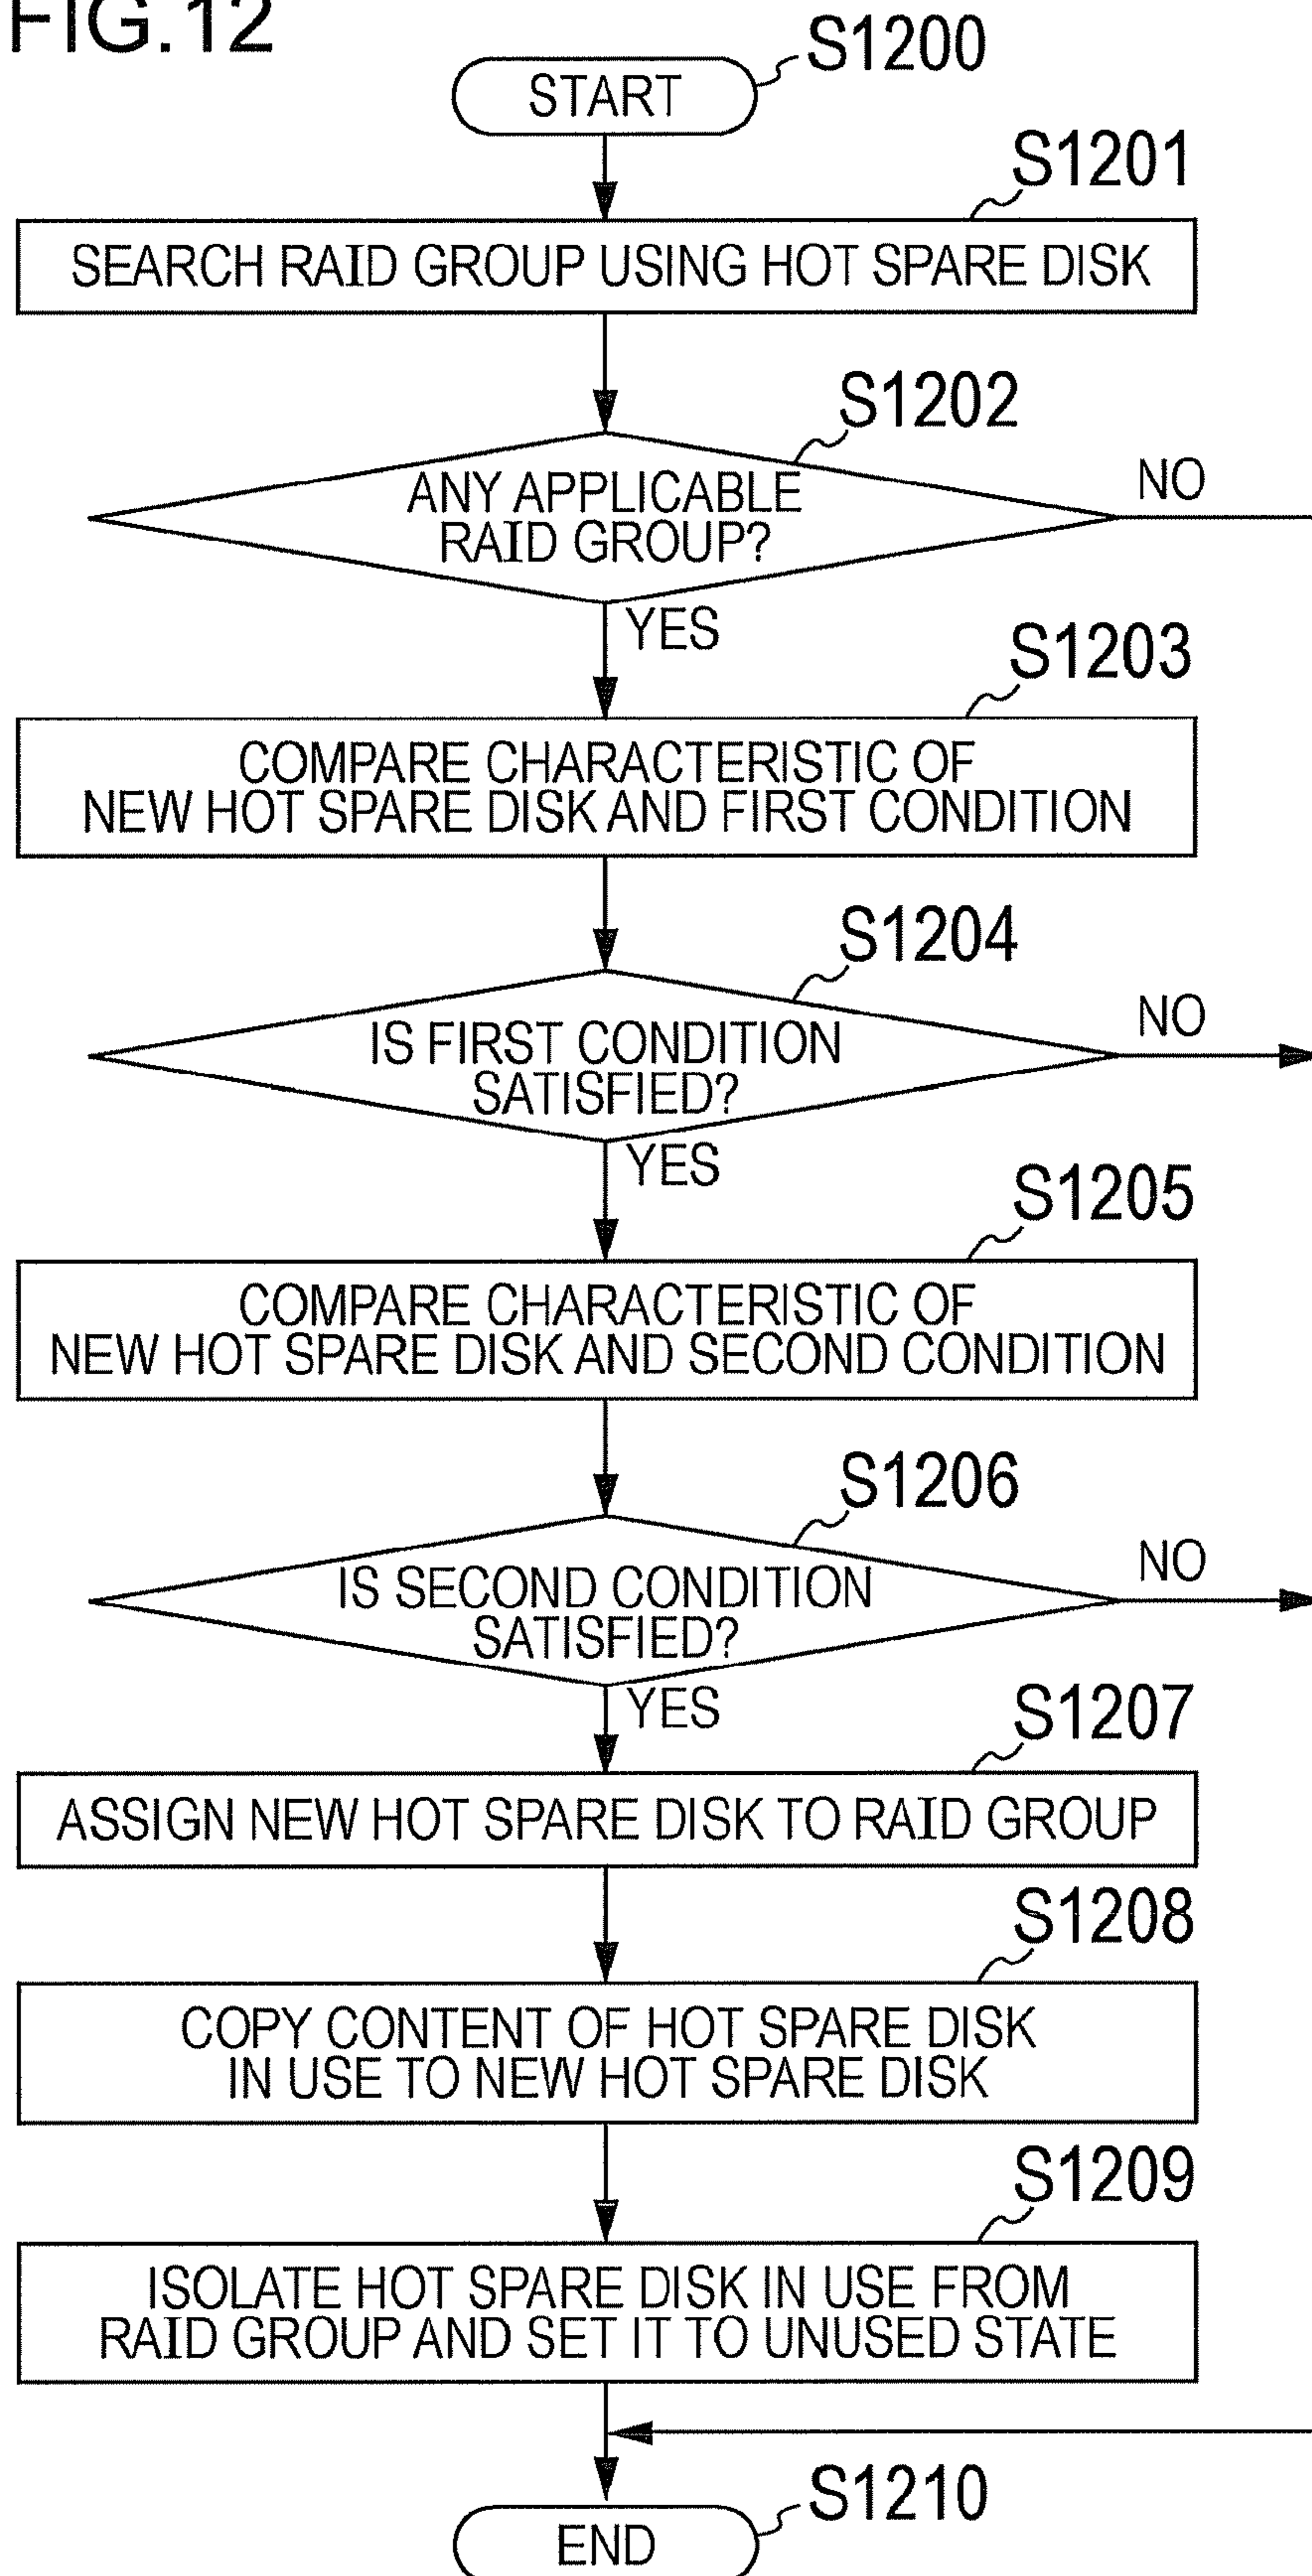 FIG.12
START
S1200
S1201
SEARCH RAID GROUP USING HOT SPARE DISK
S1202
ANY APPLICABLE
RAID GROUP?
NO
YES
S1203
COMPARE CHARACTERISTIC OF
NEW HOT SPARE DISK AND FIRST CONDITION
S1204
IS FIRST CONDITION
SATISFIED?
NO
YES
S1205
COMPARE CHARACTERISTIC OF
NEW HOT SPARE DISK AND SECOND CONDITION
S1206
IS SECOND CONDITION
SATISFIED?
NO
YES
S1207
ASSIGN NEW HOT SPARE DISK TO RAID GROUP
S1208
COPY CONTENT OF HOT SPARE DISK
IN USE TO NEW HOT SPARE DISK
S1209
ISOLATE HOT SPARE DISK IN USE FROM
RAID GROUP AND SET IT TO UNUSED STATE
S1210
END